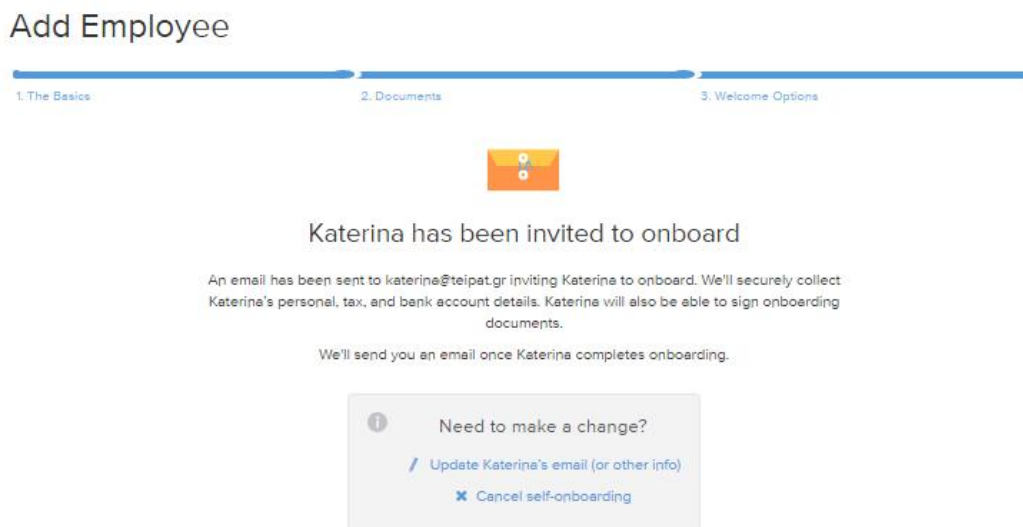 Add Employee
1. The Basics
2. Documents
3. Welcome Options
Katerina has been invited to onboard
An email has been sent to katerina@teipat.gr inviting Katerina to onboard. We'll securely collect
Katerina's personal, tax, and bank account details. Katerina will also be able to sign onboarding
documents.
We'll send you an email once Katerina completes onboarding.
Need to make a change?
Update Katerina's email (or other info)
Cancel self-onboarding